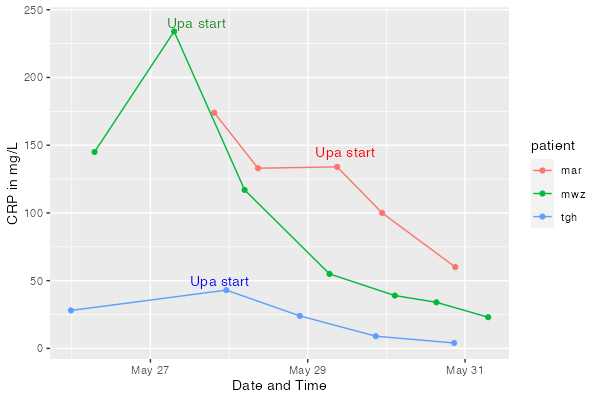 250
200
150
100
50
0
CRP in mg/L
Upa start
Upa start
Upa start
May 27
May 29
May 31
Date and Time
patient
mar
mwz
tgh